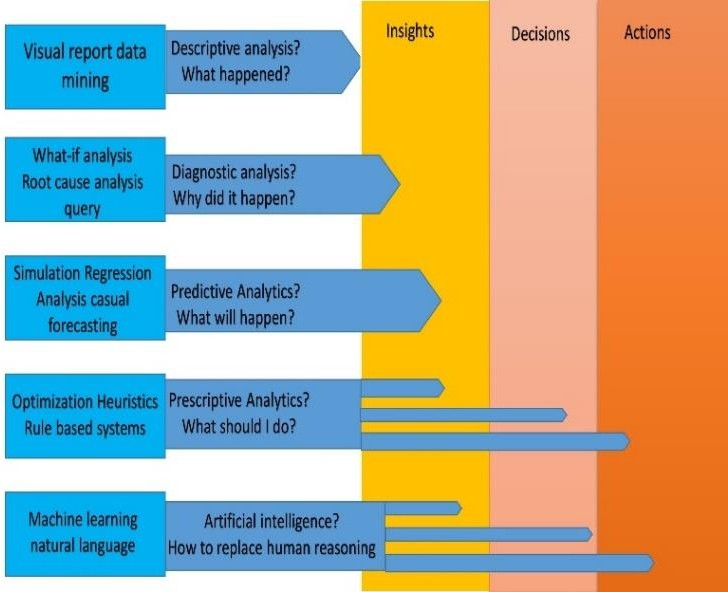 Insights
Decisions
Actions
Visual report data
mining
Descriptive analysis?
What happened?
What-if analysis
Root cause analysis
query
Diagnostic analysis?
Why did it happen?
Simulation Regression
Analysis casual
forecasting
Predictive Analytics?
What will happen?
Optimization Heuristics
Rule based systems
Prescriptive Analytics?
What should I do?
Machine learning
natural language
Artificial intelligence?
How to replace human reasoning